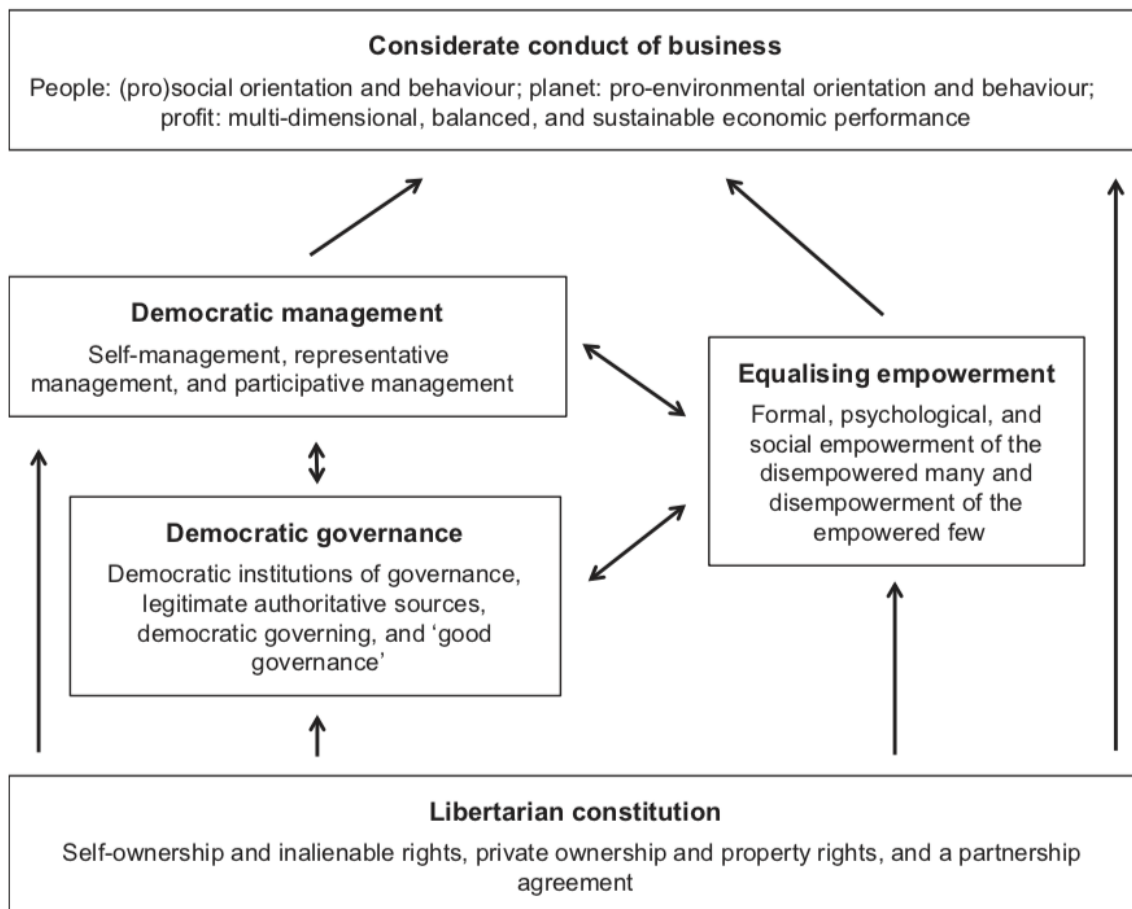 Considerate conduct of business
People: (pro)social orientation and behaviour; planet: pro-environmental orientation and behaviour;
profit: multi-dimensional, balanced, and sustainable economic performance
Democratic management
Self-management, representative
management, and participative management
Equalising empowerment
Formal, psychological, and
social empowerment of the
disempowered many and
disempowerment of the
empowered few
Democratic governance
Democratic institutions of governance,
legitimate authoritative sources,
democratic governing, and ‘good
governance’
Libertarian constitution
Self-ownership and inalienable rights, private ownership and property rights, and a partnership
agreement